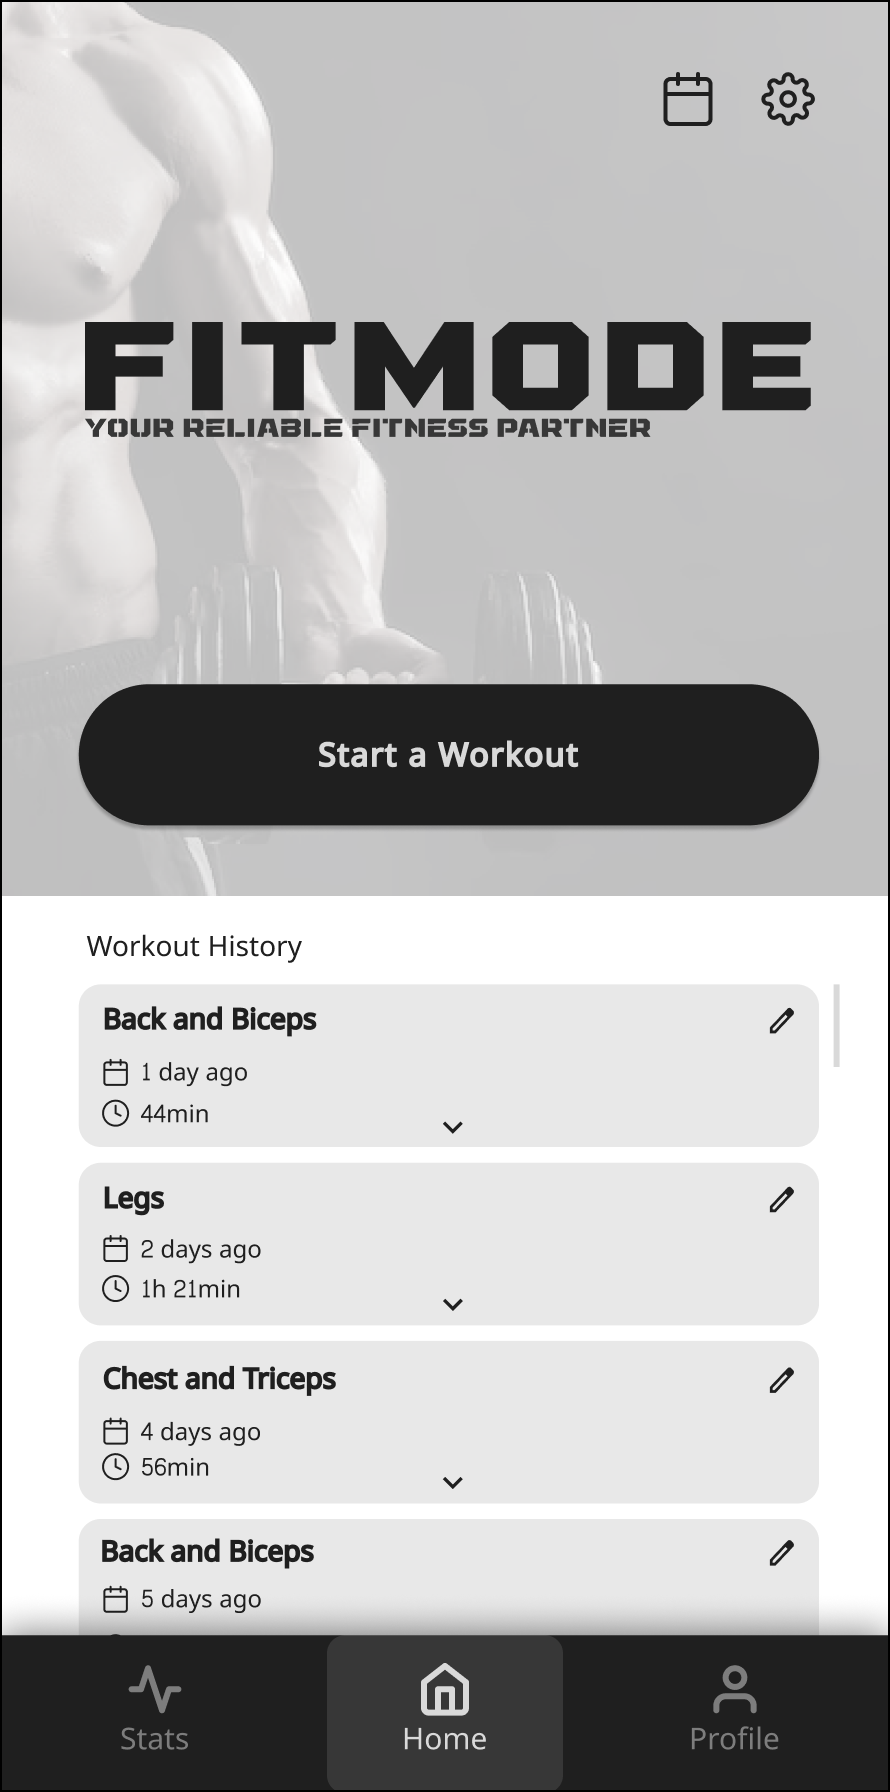 FITMODE
YOUR RELIABLE FITNESS PARTNER
Start a Workout
Workout History
Back and Biceps
1 day ago
44min
Legs
2 days ago
1h 21min
Chest and Triceps
4 days ago
56min
Back and Biceps
5 days ago
Stats
Home
Profile